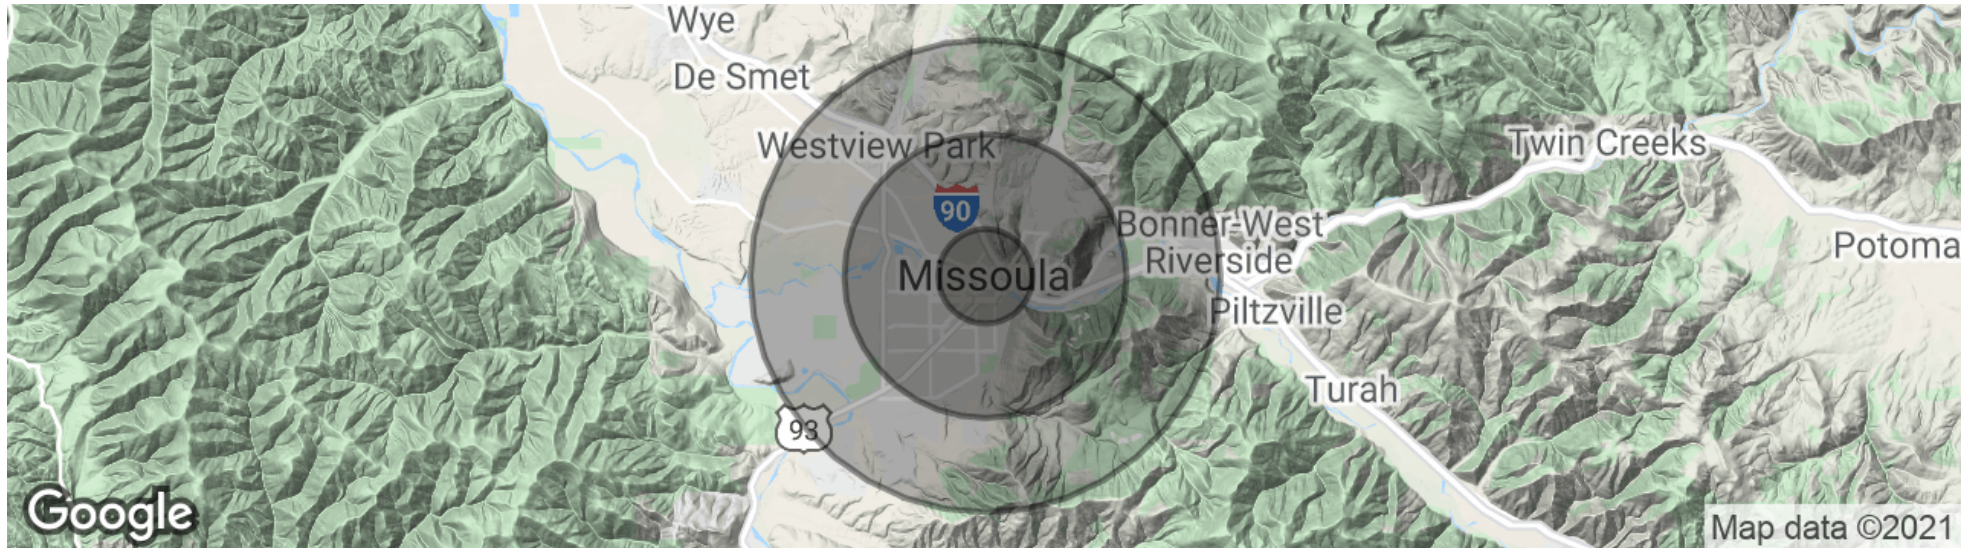 Wye
De Smet
Westview Park
Twin Creeks
90
Bonner-West
Riverside
Potoma
Missoula
Piltzville
Turah
93
Google
Map data ©2021